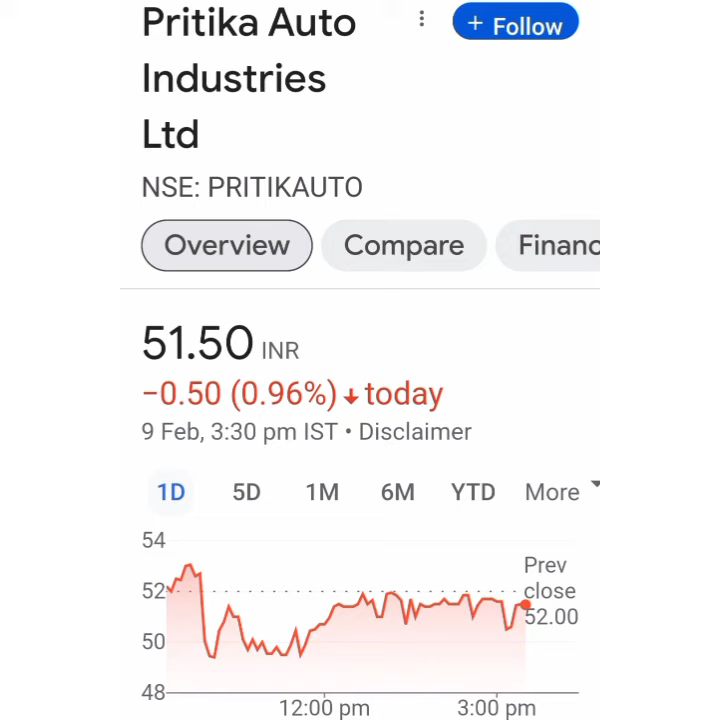 Pritika Auto
+ Follow
Industries
Ltd
NSE: PRITIKAUTO
Overview
Compare
Financ
51.50 INR
−0.50 (0.96%) ↓ today
9 Feb, 3:30 pm IST • Disclaimer
1D 5D 1M 6M YTD More
54
Prev
52 close
52.00
50
48
12:00 pm 3:00 pm